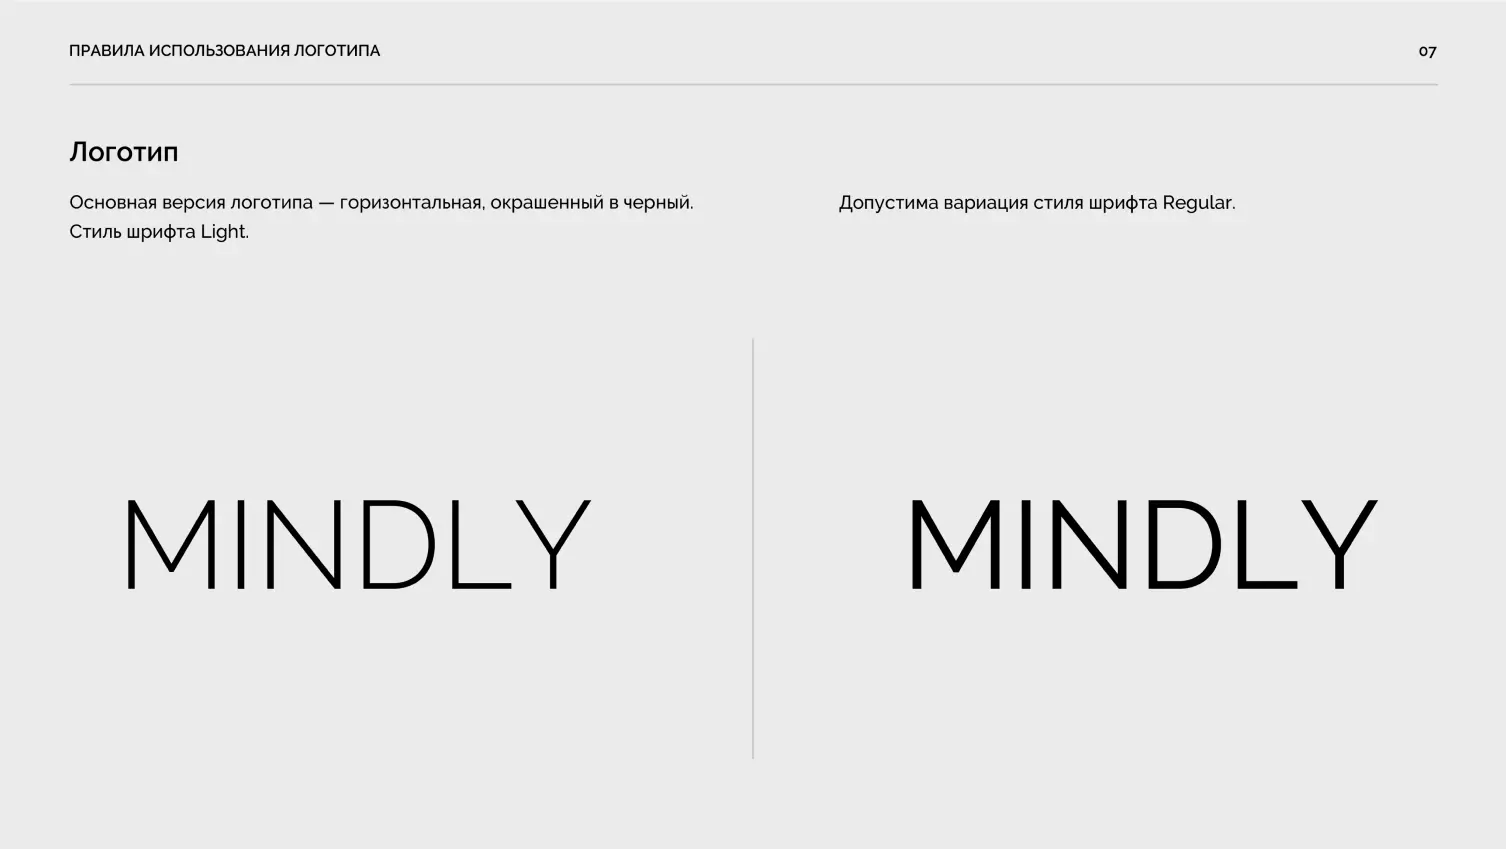 ПРАВИЛА ИСПОЛЬЗОВАНИЯ ЛОГОТИПА
07
Логотип
Основная версия логотипа — горизонтальная, окрашенный в черный.
Стиль шрифта Light.
Допустима вариация стиля шрифта Regular.
MINDLY
MINDLY